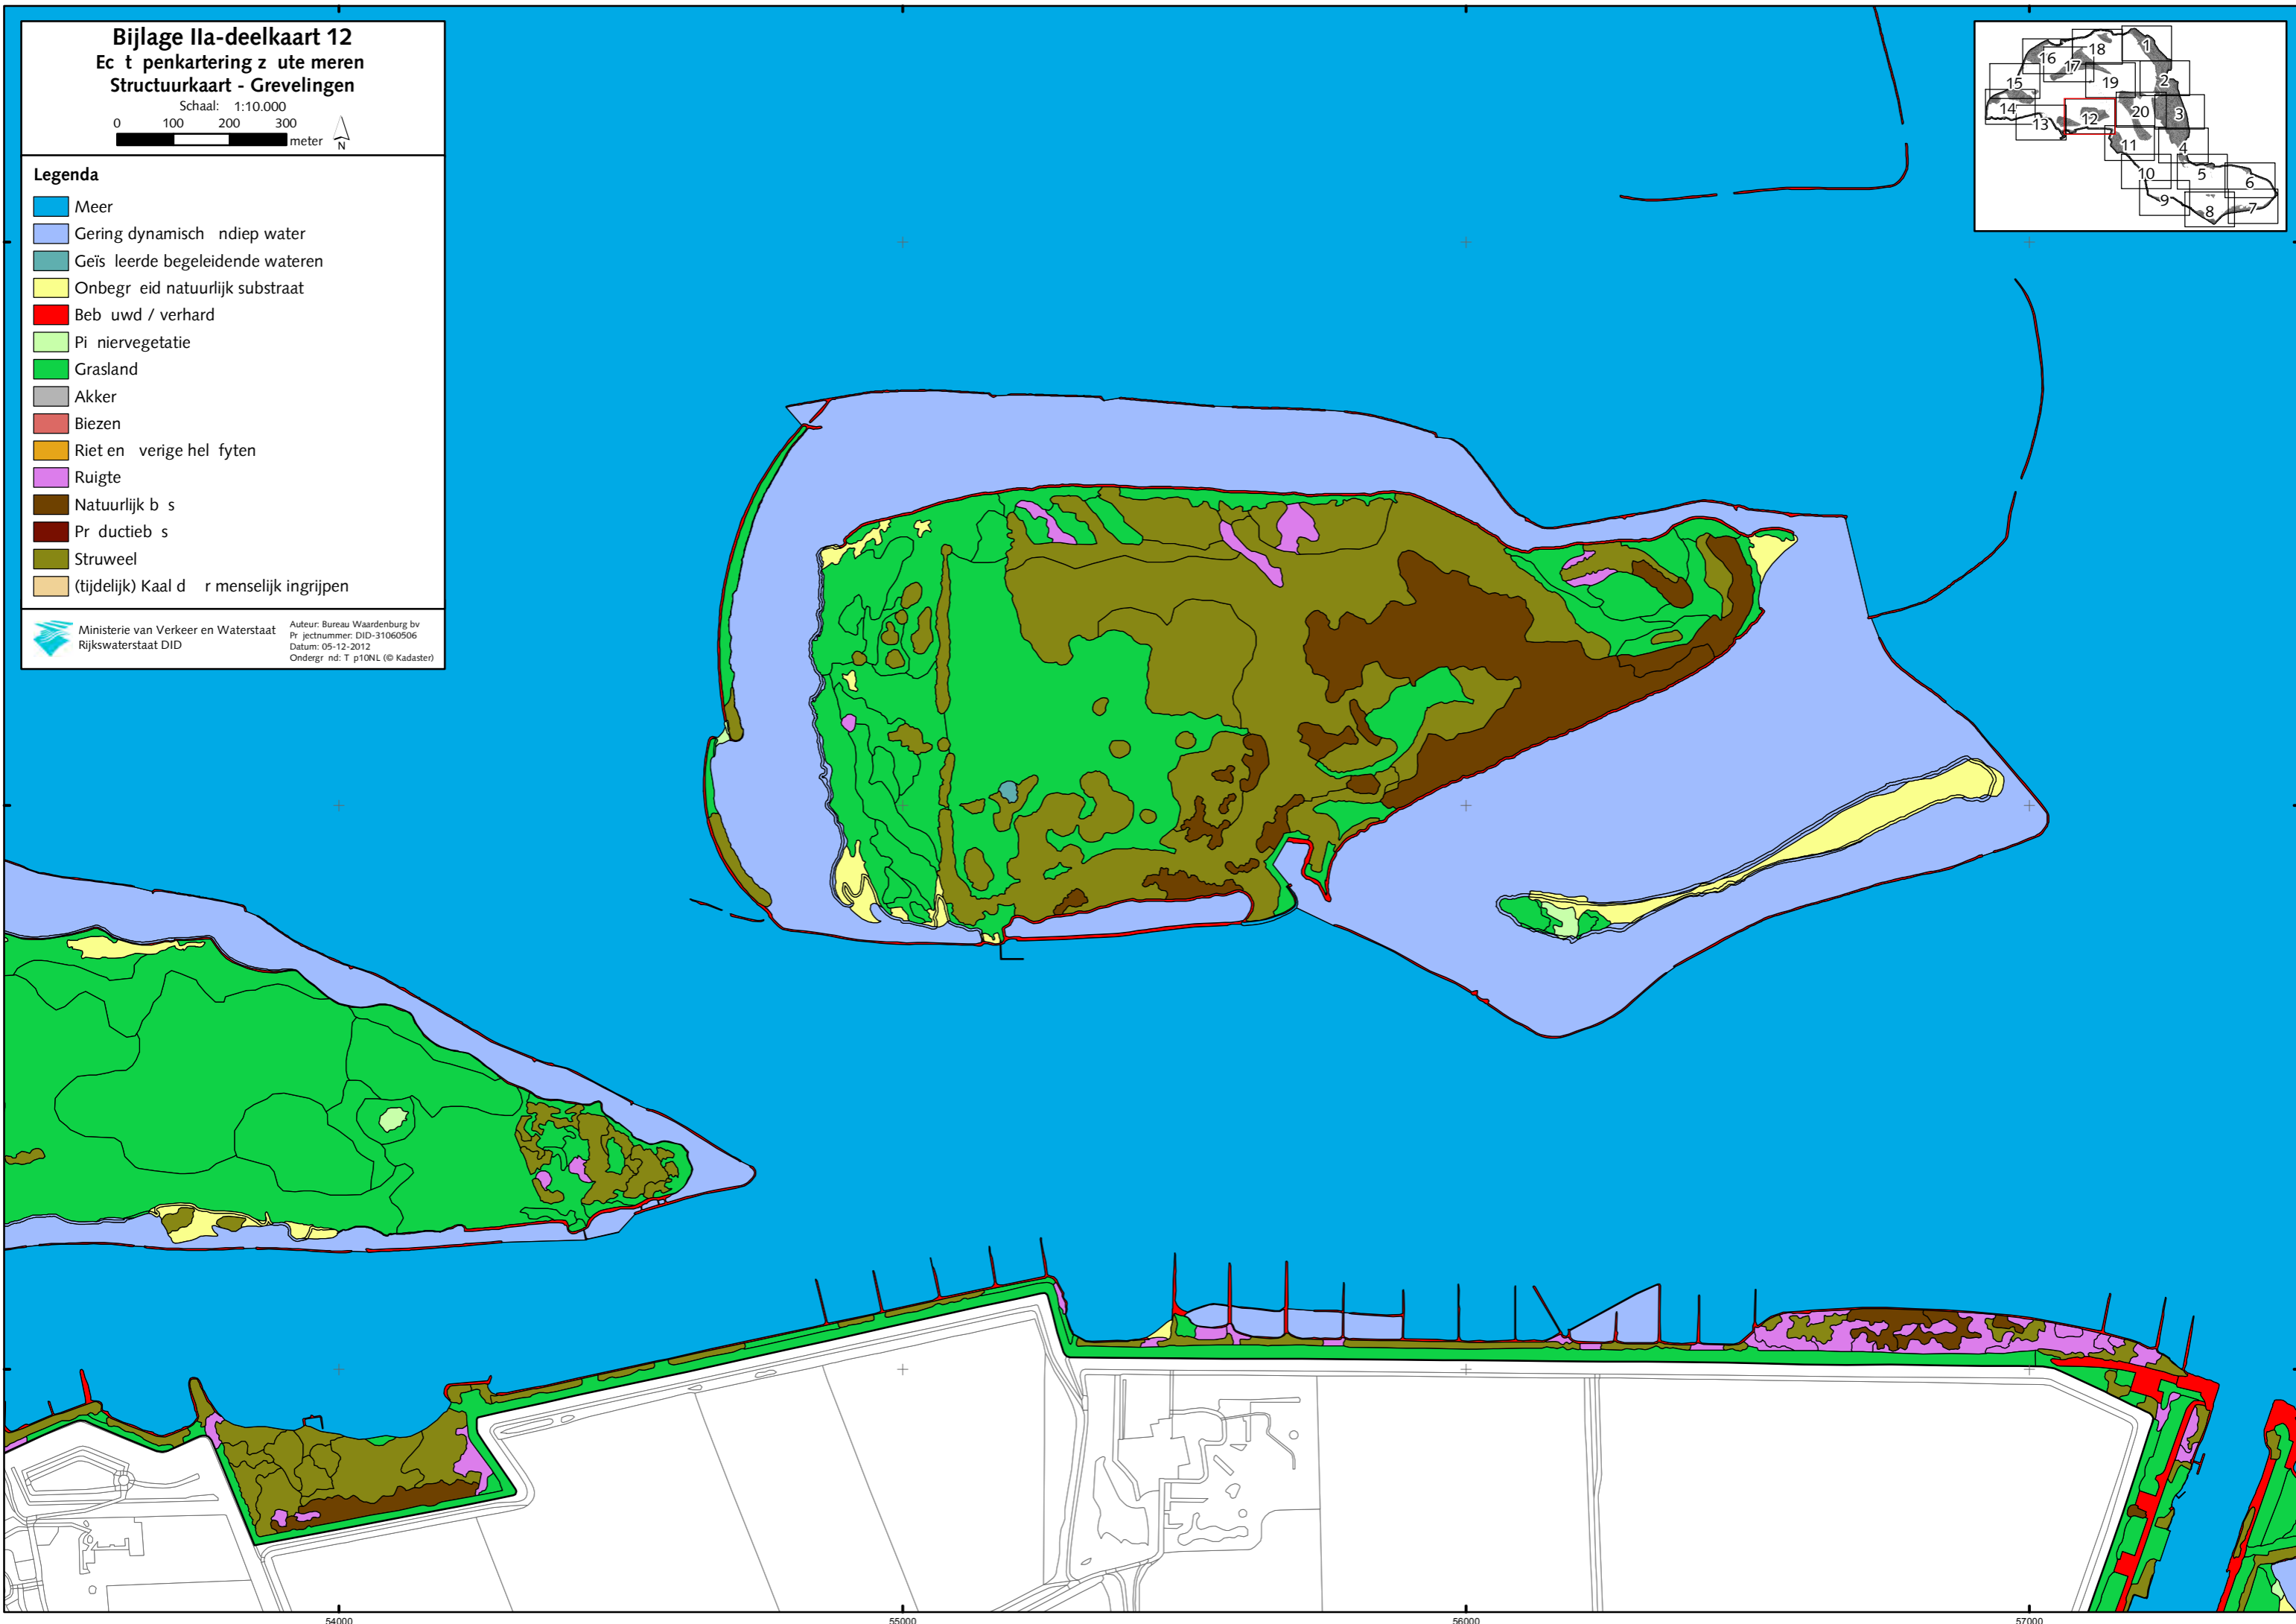 Bijlage IIa-deelkaart 12
Ec t penkartering z ute meren
Structuurkaart - Grevelingen
Schaal: 1:10.000
0 100 200 300
meter
N
Legenda
Meer
Gering dynamisch ndiep water
Geïs leerde begeleidende wateren
Onbegr eid natuurlijk substraat
Beb uwd / verhard
Pi niervegetatie
Grasland
Akker
Biezen
Riet en verige hel fyten
Ruigte
Natuurlijk b s
Pr ductieb s
Struweel
(tijdelijk) Kaal d r menselijk ingrijpen
Ministerie van Verkeer en Waterstaat
Rijkswaterstaat DID
Auteur: Bureau Waardenburg bv
Pr jectnummer: DID-31060506
Datum: 05-12-2012
Ondergr nd: T p10NL (© Kadaster)
18 1
16
17
19 2
15
14
12 20 3
13
11 4
10 5
6
9
8 7
54000 55000 56000 57000